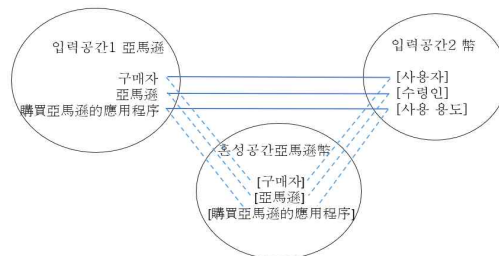 입력공간1 亞馬遜
구매자
亞馬遜
購買亞馬遜的應用程序
입력공간2 幣
[사용자]
[수령인]
[사용 용도]
혼성공간亞馬遜幣
[구매자]
[亞馬遜]
[購買亞馬遜的應用程序]